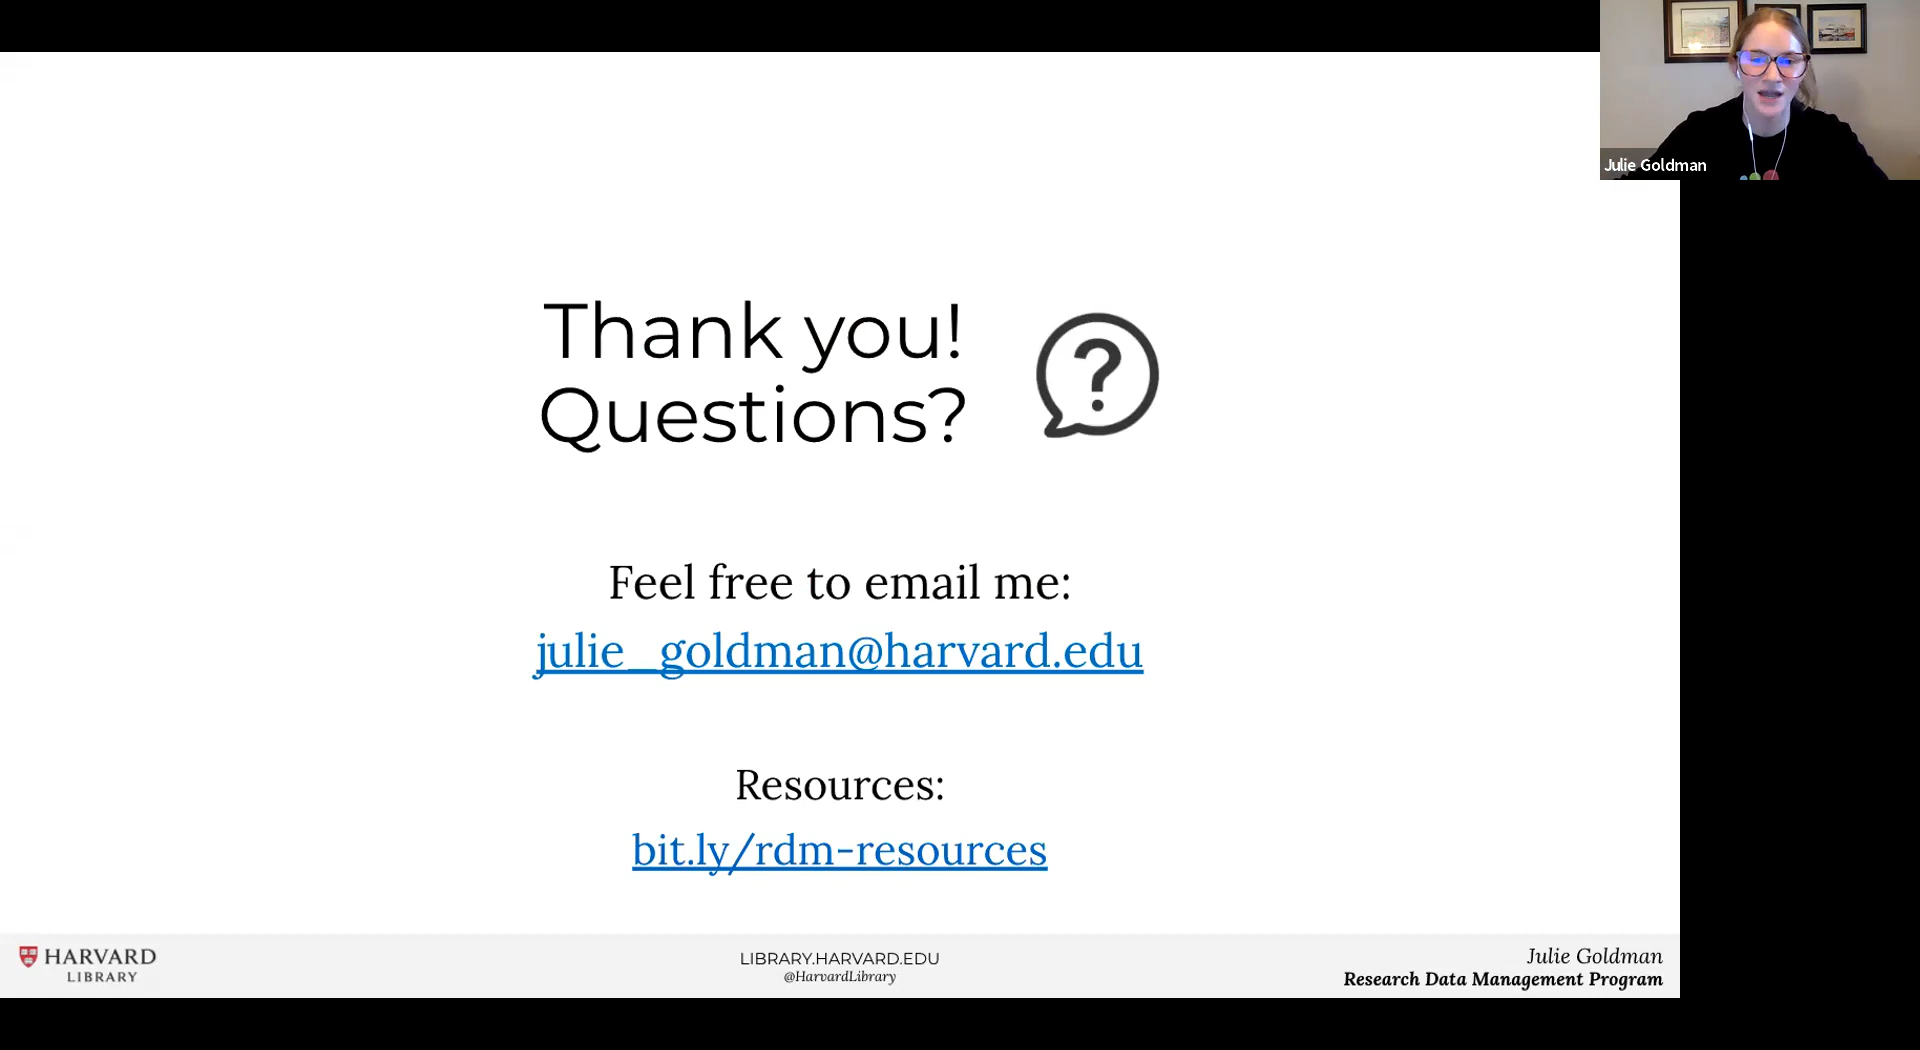 Julie Goldman
Thank you!
Questions?
?
Feel free to email me:
julie_goldman@harvard.edu
Resources:
bit.ly/rdm-resources
HARVARD
LIBRARY
LIBRARY.HARVARD.EDU
@HarvardLibrary
Julie Goldman
Research Data Management Program